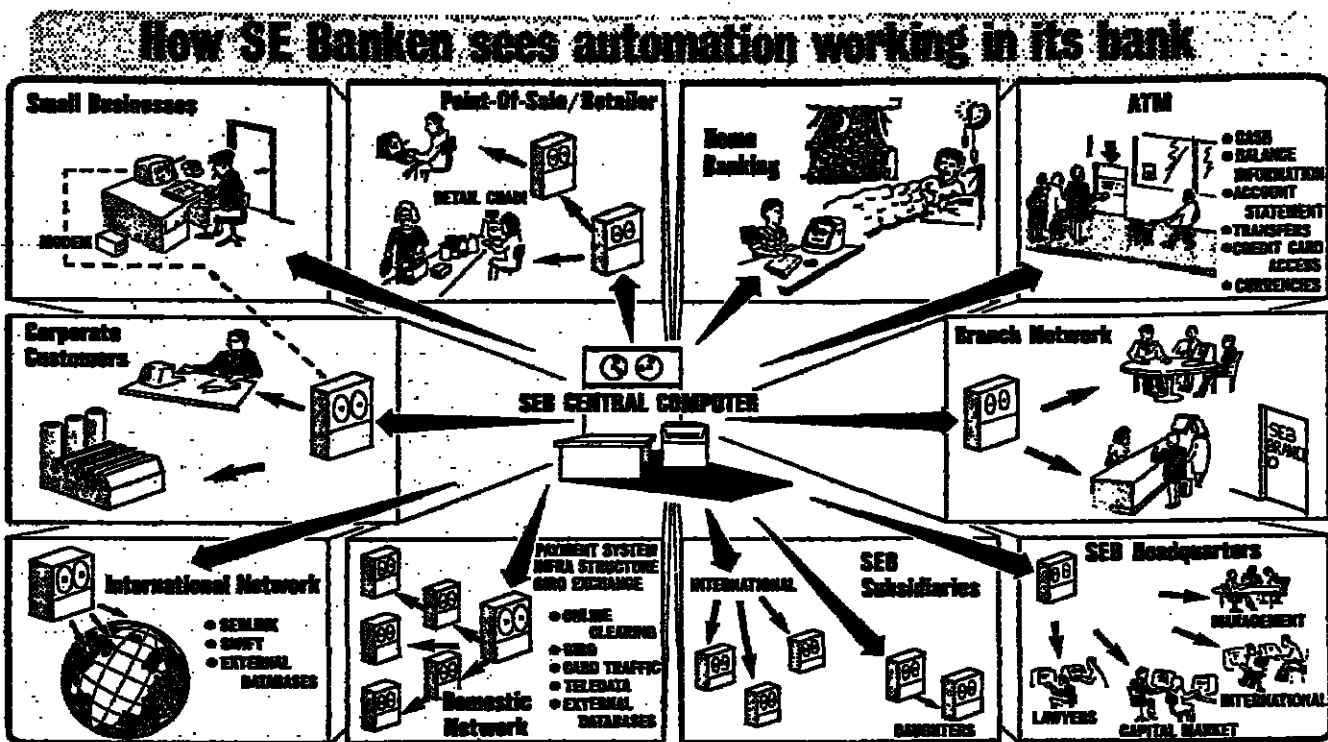 How SE Banken sees automation working in its bank
Small Businesses
MODEM
Point-Of-Sale/Retailer
RETAIL CHAIN
Home
Banking
ATM
• CASH
• BALANCE
INFORMATION
• ACCOUNT
STATEMENT
• TRANSFERS
• CREDIT CARD
ACCESS
• CURRENCIES
Corporate
Customers
SEB CENTRAL COMPUTER
Branch Network
SEB
BRANCH
International Network
• SEBLINK
• SWIFT
• EXTERNAL
DATABASES
PAYMENT SYSTEM
INFRA STRUCTURE
GIRO EXCHANGE
• ONLINE
CLEARING
• GIRO
• CARD TRAFFIC
• TELEDATA
• EXTERNAL
DATABASES
Domestic
Network
INTERNATIONAL
SEB
Subsidiaries
DAUGHTERS
SEB Headquarters
MANAGEMENT
INTERNATIONAL
LAWYERS
CAPITAL MARKET